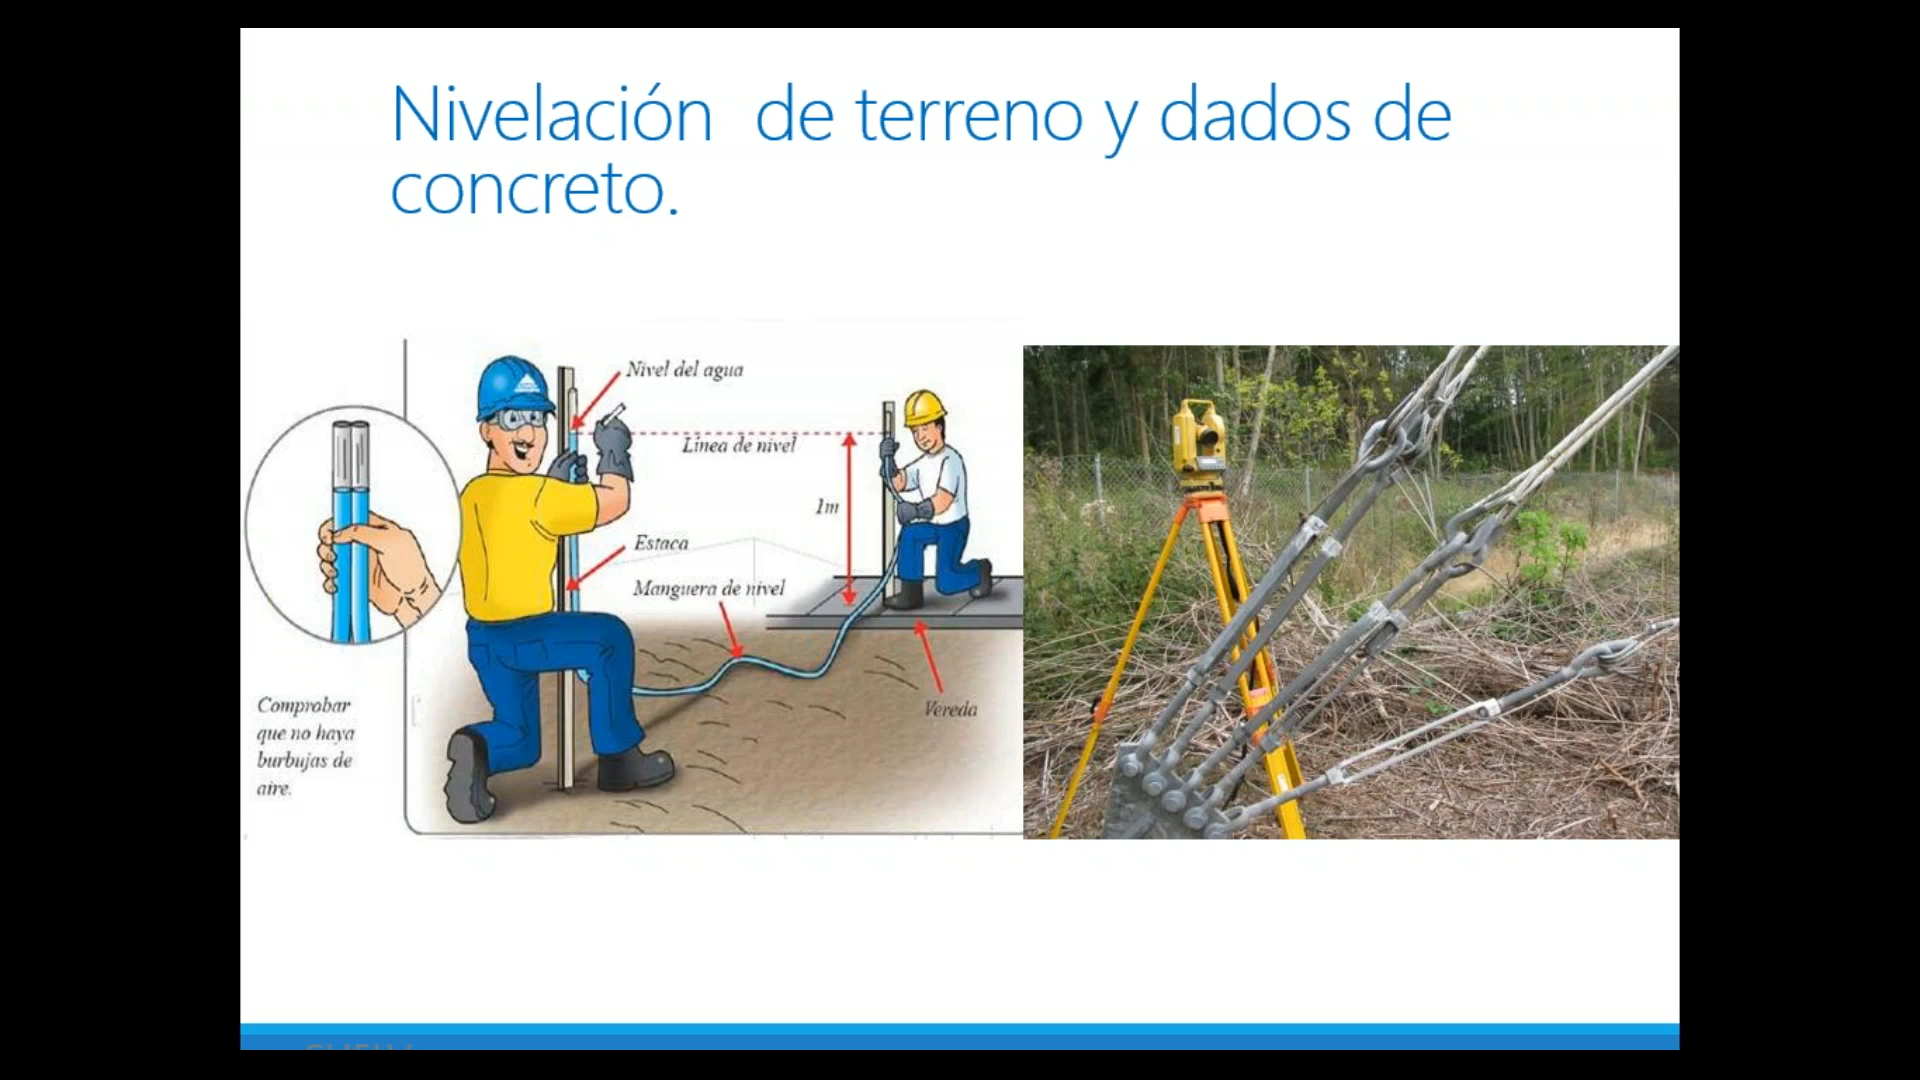 Nivelación de terreno y dados de
concreto.
Nivel del agua
Línea de nivel
1m
Estaca
Manguera de nivel
Vereda
Comprobar
que no haya
burbujas de
aire.